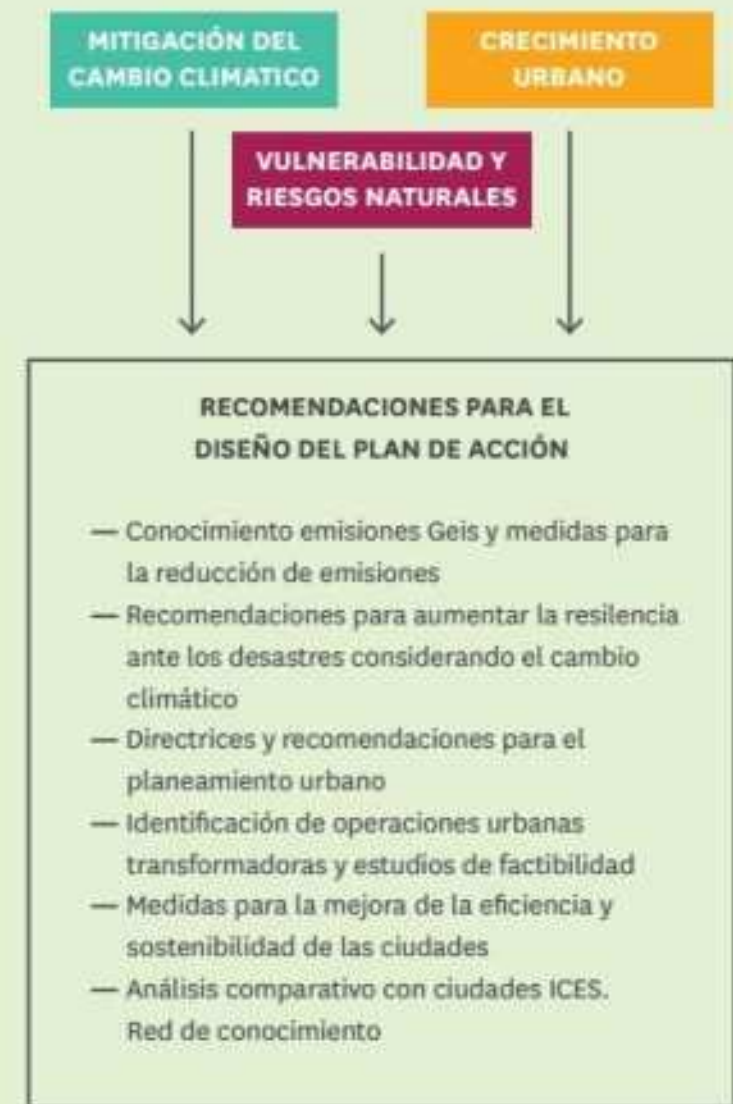 MITIGACIÓN DEL
CAMBIO CLIMATICO
CRECIMIENTO
URBANO
VULNERABILIDAD Y
RIESGOS NATURALES
RECOMENDACIONES PARA EL
DISEÑO DEL PLAN DE ACCIÓN
— Conocimiento emisiones Geis y medidas para
la reducción de emisiones
— Recomendaciones para aumentar la resilencia
ante los desastres considerando el cambio
climático
— Directrices y recomendaciones para el
planeamiento urbano
— Identificación de operaciones urbanas
transformadoras y estudios de factibilidad
— Medidas para la mejora de la eficiencia y
sostenibilidad de las ciudades
— Análisis comparativo con ciudades ICES.
Red de conocimiento